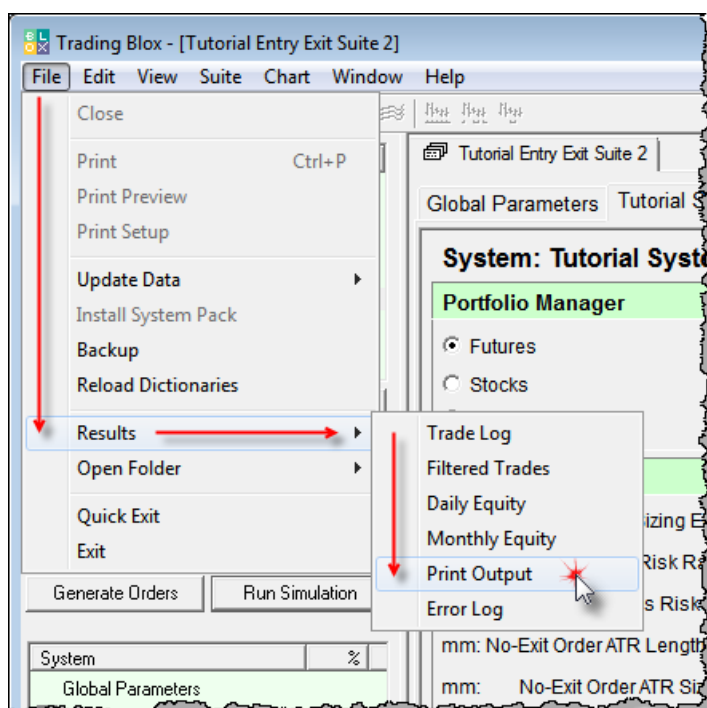 Trading Blox - [Tutorial Entry Exit Suite 2]
File Edit View Suite Chart Window Help
Close
Print Ctrl+P
Print Preview
Print Setup
Update Data
Install System Pack
Backup
Reload Dictionaries
Results
Open Folder
Quick Exit
Exit
Trade Log
Filtered Trades
Daily Equity
Monthly Equity
Print Output
Error Log
Tutorial Entry Exit Suite 2
Global Parameters Tutorial
System: Tutorial
Portfolio Manager
Futures
Stocks
Risk
s Risk
mm: No-Exit Order ATR Length
mm: No-Exit Order ATR
Generate Orders Run Simulation
System %
Global Parameters